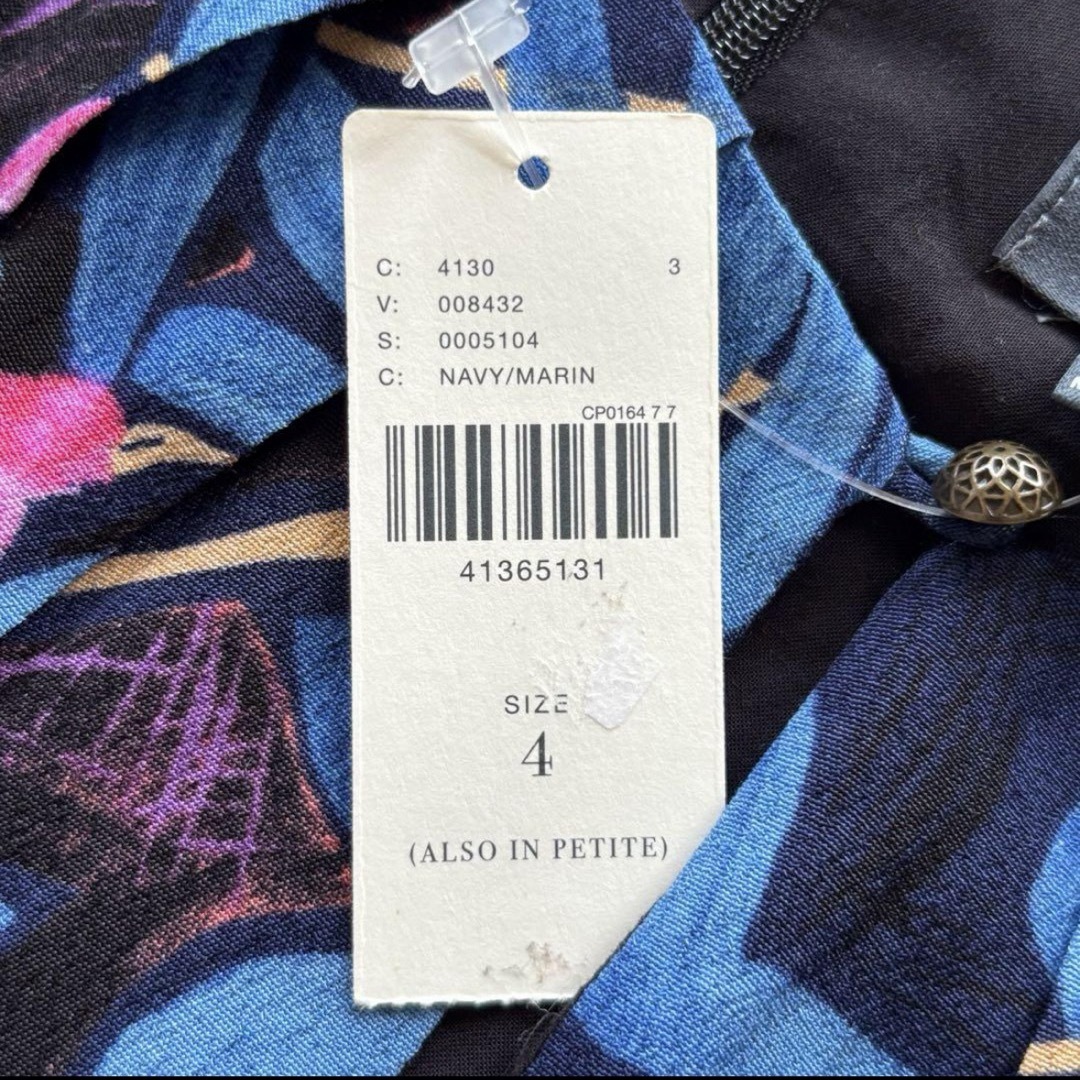 C: 4130 3
V: 008432
S: 0005104
C: NAVY/MARIN
CP0164 7 7
41365131
SIZE
4
(ALSO IN PETITE)